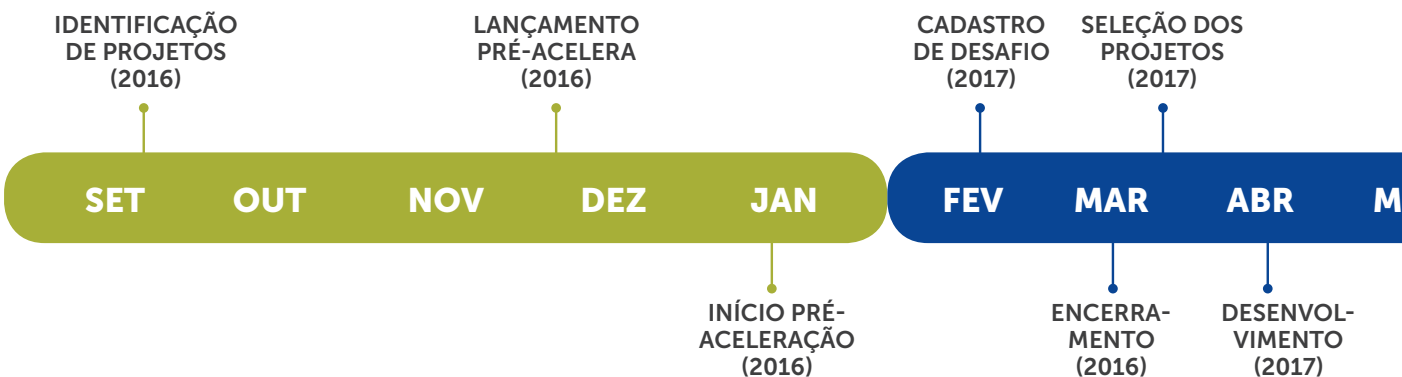 IDENTIFICAÇÃO
DE PROJETOS
(2016)
LANÇAMENTO
PRÉ-ACELERA
(2016)
CADASTRO
DE DESAFIO
(2017)
SELEÇÃO DOS
PROJETOS
(2017)
SET OUT NOV DEZ JAN FEV MAR ABR M
INÍCIO PRÉ-
ACELERAÇÃO
(2016)
ENCERRA-
MENTO
(2016)
DESENVOL-
VIMENTO
(2017)